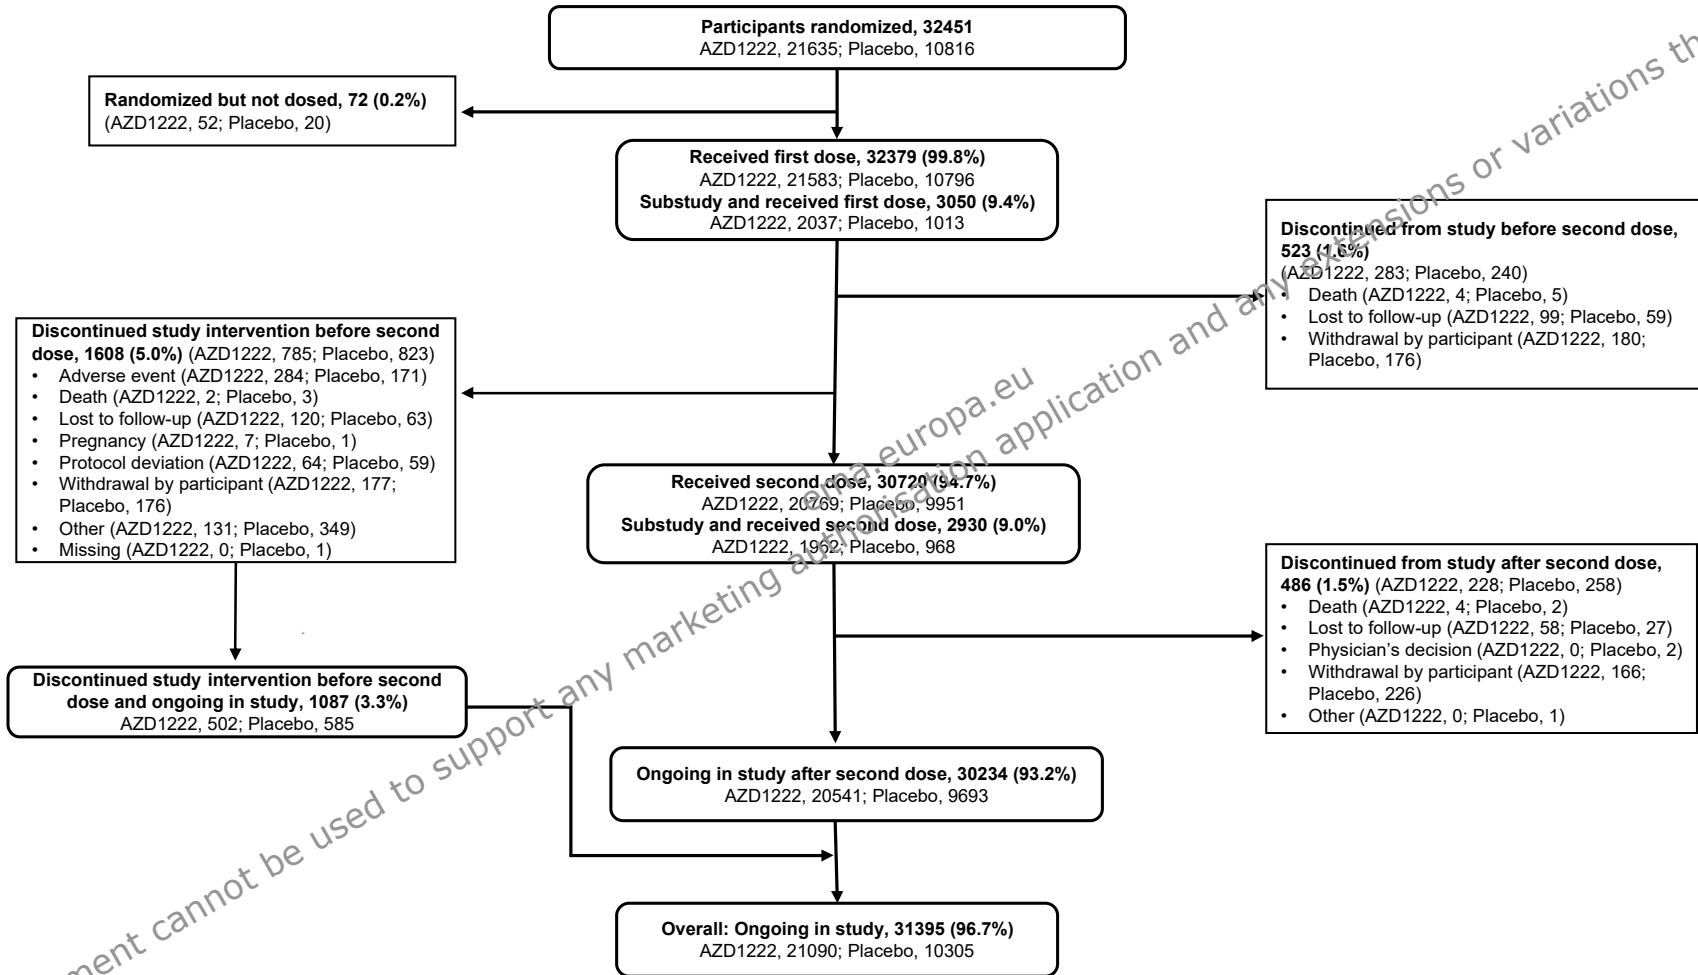 Participants randomized, 32451
AZD1222, 21635; Placebo, 10816
Randomized but not dosed, 72 (0.2%)
(AZD1222, 52; Placebo, 20)
Received first dose, 32379 (99.8%)
AZD1222, 21583; Placebo, 10796
Substudy and received first dose, 3050 (9.4%)
AZD1222, 2037; Placebo, 1013
Discontinued from study before second dose,
523 (1.6%)
(AZD1222, 283; Placebo, 240)
• Death (AZD1222, 4; Placebo, 5)
• Lost to follow-up (AZD1222, 99; Placebo, 59)
• Withdrawal by participant (AZD1222, 180;
Placebo, 176)
Discontinued study intervention before second
dose, 1608 (5.0%) (AZD1222, 785; Placebo, 823)
• Adverse event (AZD1222, 284; Placebo, 171)
• Death (AZD1222, 2; Placebo, 3)
• Lost to follow-up (AZD1222, 120; Placebo, 63)
• Pregnancy (AZD1222, 7; Placebo, 1)
• Protocol deviation (AZD1222, 64; Placebo, 59)
• Withdrawal by participant (AZD1222, 177;
Placebo, 176)
• Other (AZD1222, 131; Placebo, 349)
• Missing (AZD1222, 0; Placebo, 1)
Received second dose, 30720 (94.7%)
AZD1222, 20769; Placebo, 9951
Substudy and received second dose, 2930 (9.0%)
AZD1222, 1962; Placebo, 968
Discontinued from study after second dose,
486 (1.5%) (AZD1222, 228; Placebo, 258)
• Death (AZD1222, 4; Placebo, 2)
• Lost to follow-up (AZD1222, 58; Placebo, 27)
• Physician’s decision (AZD1222, 0; Placebo, 2)
• Withdrawal by participant (AZD1222, 166;
Placebo, 226)
• Other (AZD1222, 0; Placebo, 1)
Discontinued study intervention before second
dose and ongoing in study, 1087 (3.3%)
AZD1222, 502; Placebo, 585
Ongoing in study after second dose, 30234 (93.2%)
AZD1222, 20541; Placebo, 9693
Overall: Ongoing in study, 31395 (96.7%)
AZD1222, 21090; Placebo, 10305
ema.europa.eu
cannot be used to support any marketing authorisation application and any extensions or variations